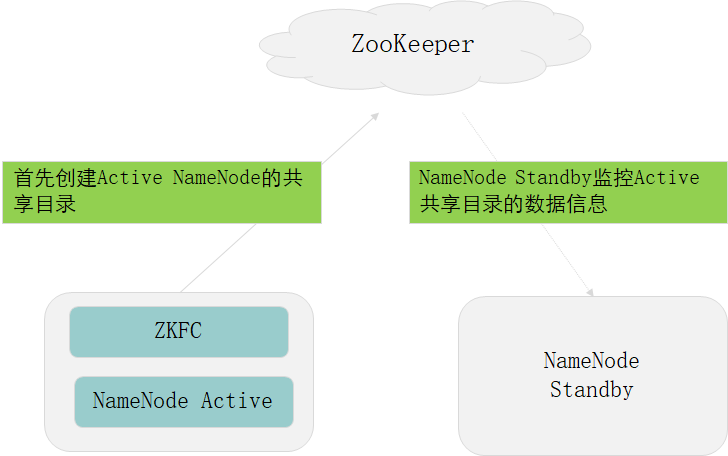 ZooKeeper
首先创建Active NameNode的共
享目录
NameNode Standby监控Active
共享目录的数据信息
ZKFC
NameNode Active
NameNode
Standby